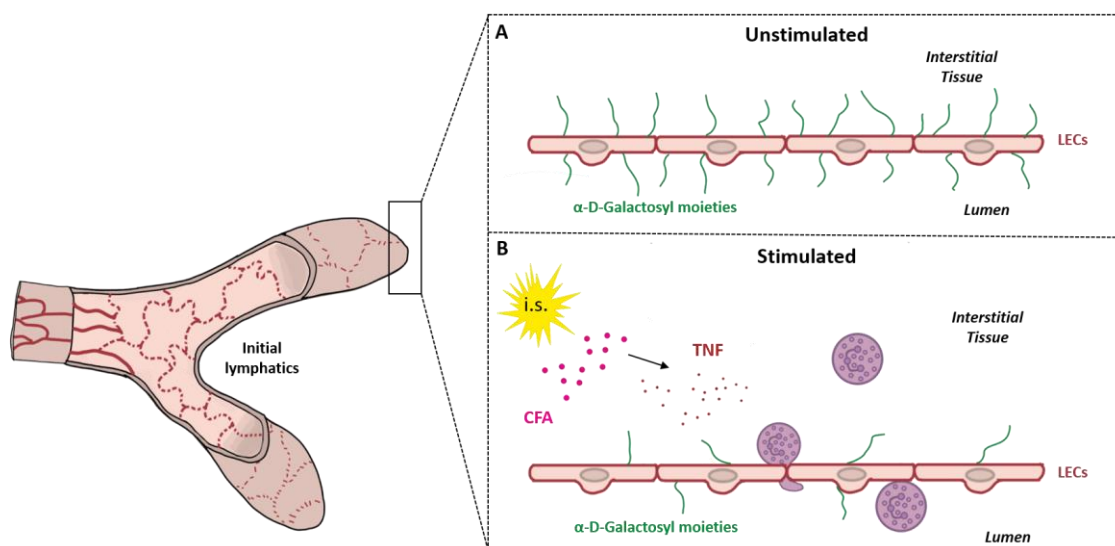 A
Unstimulated
Interstitial
Tissue
LECs
α-D-Galactosyl moieties
Lumen
Initial
lymphatics
B
Stimulated
i.s.
Interstitial
Tissue
TNF
CFA
LECs
α-D-Galactosyl moieties
Lumen